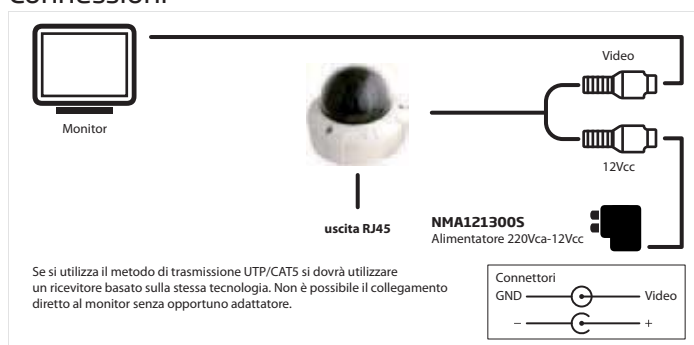 Connessioni
Monitor
Video
12Vcc
uscita RJ45
NMA121300S
Alimentatore 220Vca-12Vcc
Se si utilizza il metodo di trasmissione UTP/CAT5 si dovrà utilizzare
un ricevitore basato sulla stessa tecnologia. Non è possibile il collegamento
diretto al monitor senza opportuno adattatore.
Connettori
GND Video
– +